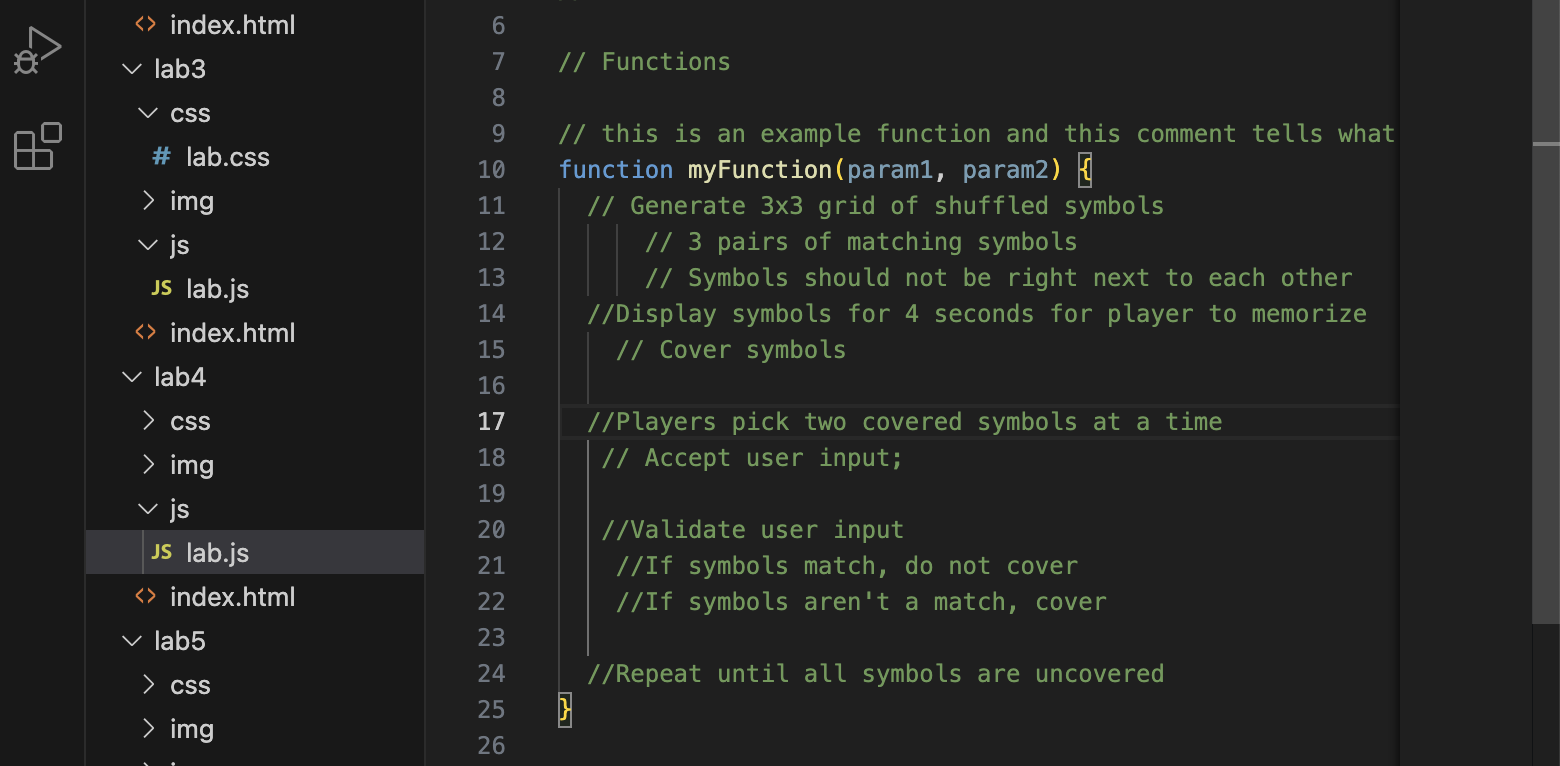 index.html
lab3
css
# lab.css
img
js
JS lab.js
index.html
lab4
css
img
js
JS lab.js
index.html
lab5
css
img
6
7 // Functions
8
9 // this is an example function and this comment tells what
10 function myFunction(param1, param2) {
11 // Generate 3x3 grid of shuffled symbols
12 // 3 pairs of matching symbols
13 // Symbols should not be right next to each other
14 //Display symbols for 4 seconds for player to memorize
15 // Cover symbols
16
17 //Players pick two covered symbols at a time
18 // Accept user input;
19
20 //Validate user input
21 //If symbols match, do not cover
22 //If symbols aren't a match, cover
23
24 //Repeat until all symbols are uncovered
25 }
26